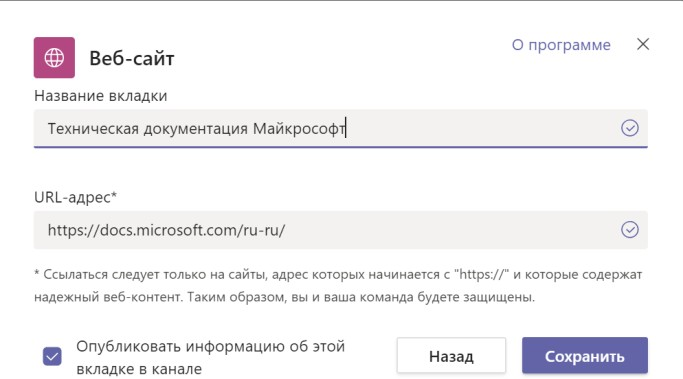 О программе
Веб-сайт
Название вкладки
Техническая документация Майкрософт
URL-адрес*
https://docs.microsoft.com/ru-ru/
* Ссылаться следует только на сайты, адрес которых начинается с "https://" и которые содержат
надежный веб-контент. Таким образом, вы и ваша команда будете защищены.
Опубликовать информацию об этой
вкладке в канале
Назад
Сохранить